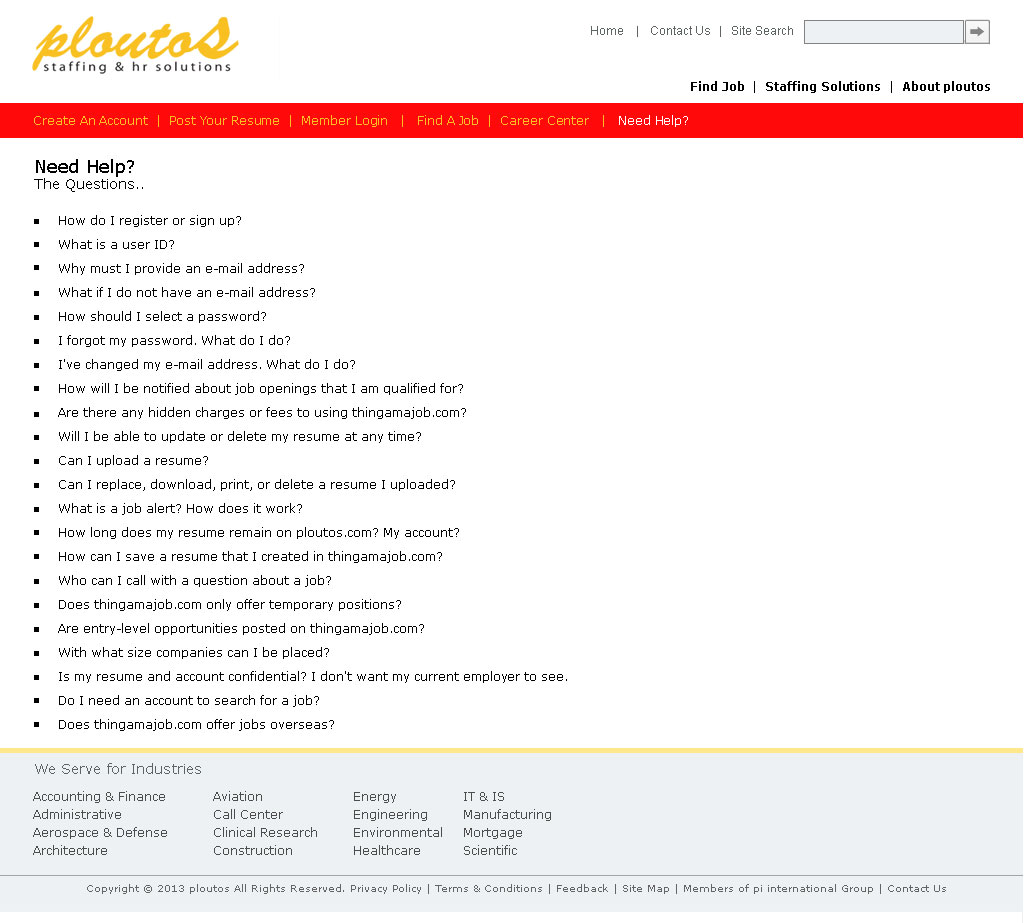 ploutos
staffing & hr solutions
Home | Contact Us | Site Search
Find Job | Staffing Solutions | About ploutos
Create An Account | Post Your Resume | Member Login | Find A Job | Career Center | Need Help?
Need Help?
The Questions..
How do I register or sign up?
What is a user ID?
Why must I provide an e-mail address?
What if I do not have an e-mail address?
How should I select a password?
I forgot my password. What do I do?
I've changed my e-mail address. What do I do?
How will I be notified about job openings that I am qualified for?
Are there any hidden charges or fees to using thingamajob.com?
Will I be able to update or delete my resume at any time?
Can I upload a resume?
Can I replace, download, print, or delete a resume I uploaded?
What is a job alert? How does it work?
How long does my resume remain on ploutos.com? My account?
How can I save a resume that I created in thingamajob.com?
Who can I call with a question about a job?
Does thingamajob.com only offer temporary positions?
Are entry-level opportunities posted on thingamajob.com?
With what size companies can I be placed?
Is my resume and account confidential? I don't want my current employer to see.
Do I need an account to search for a job?
Does thingamajob.com offer jobs overseas?
We Serve for Industries
Accounting & Finance Aviation Energy IT & IS
Administrative Call Center Engineering Manufacturing
Aerospace & Defense Clinical Research Environmental Mortgage
Architecture Construction Healthcare Scientific
Copyright © 2013 ploutos All Rights Reserved. Privacy Policy | Terms & Conditions | Feedback | Site Map | Members of pi international Group | Contact Us